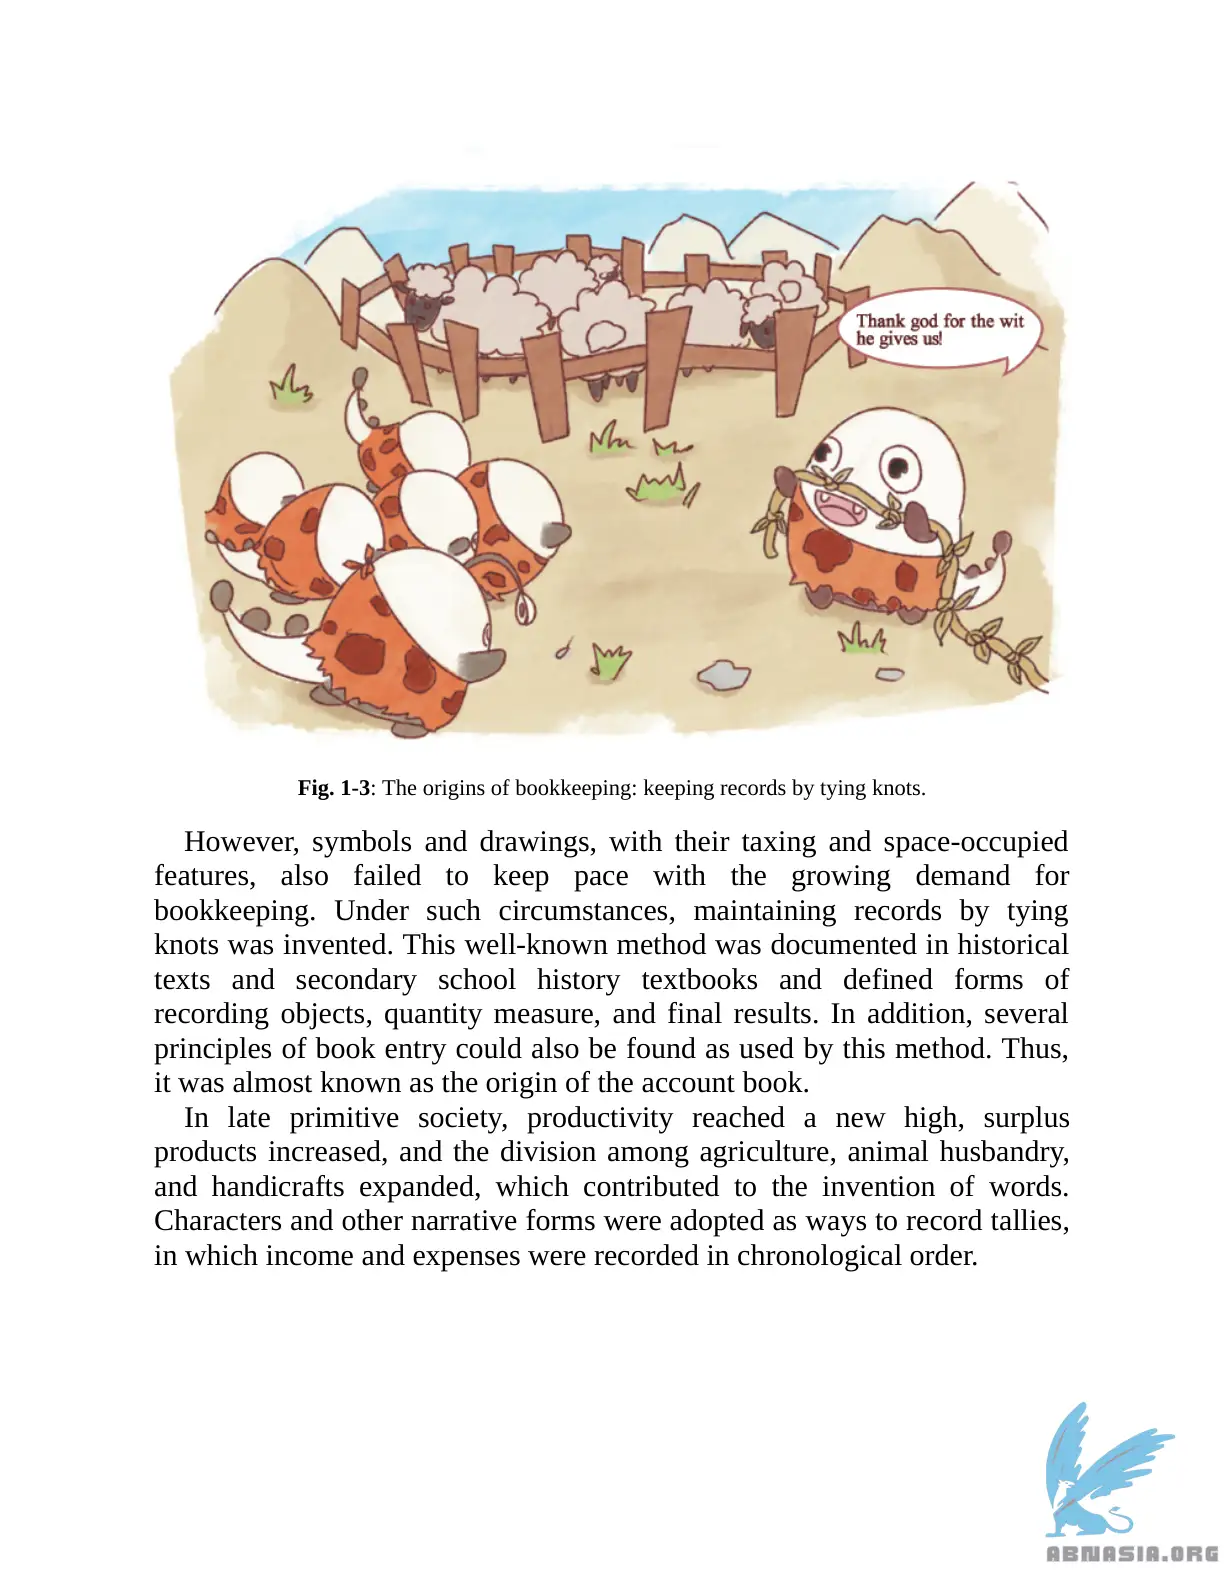 Thank god for the wit
he gives us!
Fig. 1-3: The origins of bookkeeping: keeping records by tying knots.
However, symbols and drawings, with their taxing and space-occupied
features, also failed to keep pace with the growing demand for
bookkeeping. Under such circumstances, maintaining records by tying
knots was invented. This well-known method was documented in historical
texts and secondary school history textbooks and defined forms of
recording objects, quantity measure, and final results. In addition, several
principles of book entry could also be found as used by this method. Thus,
it was almost known as the origin of the account book.
In late primitive society, productivity reached a new high, surplus
products increased, and the division among agriculture, animal husbandry,
and handicrafts expanded, which contributed to the invention of words.
Characters and other narrative forms were adopted as ways to record tallies,
in which income and expenses were recorded in chronological order.
ABNASIA.ORG